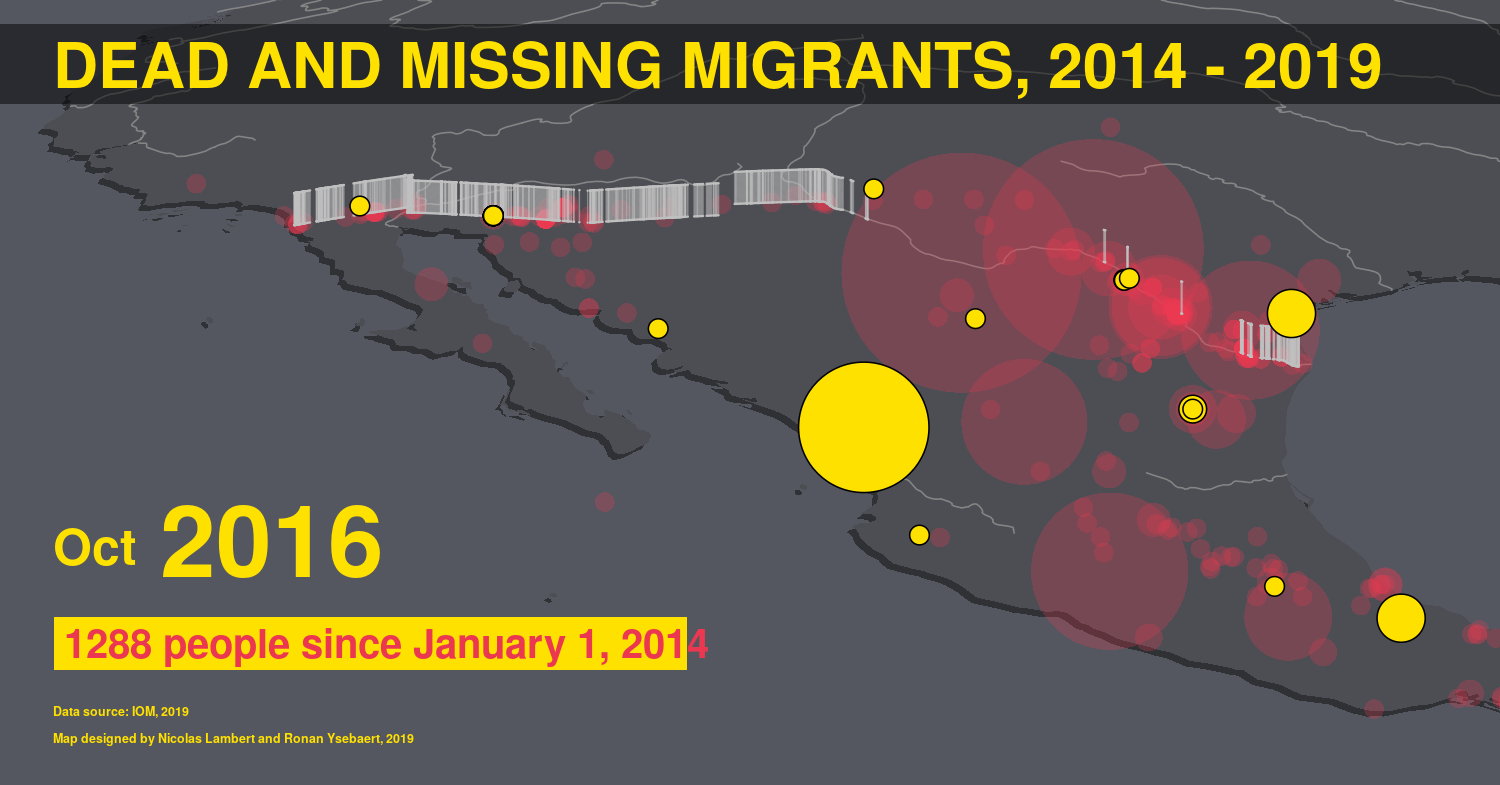 DEAD AND MISSING MIGRANTS, 2014 - 2019
Oct 2016
1288 people since January 1, 2014
Data source: IOM, 2019
Map designed by Nicolas Lambert and Ronan Ysebaert, 2019